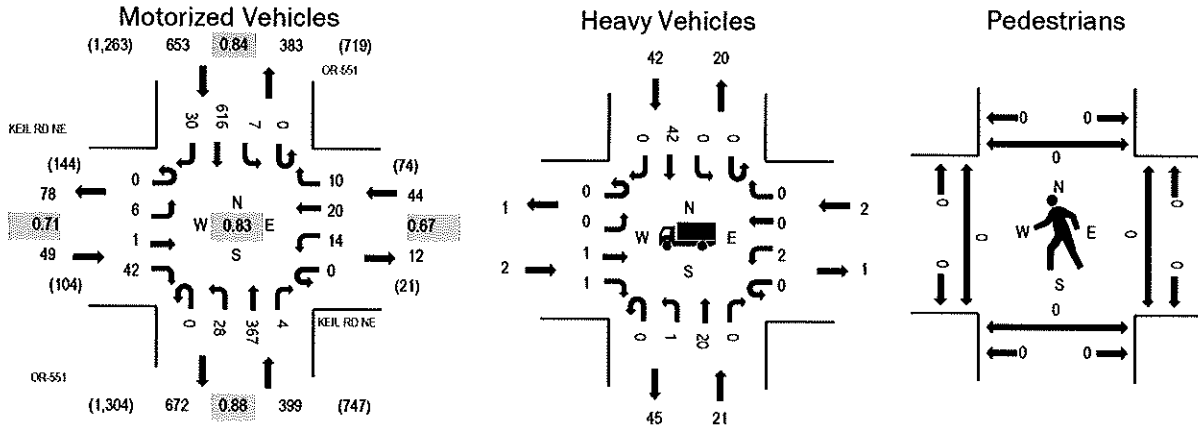 Motorized Vehicles
(1,263) 653 0.84 383 (719)
OR-551
30 616 7 0
KEIL RD NE
(144) 0 10 (74)
78 6 N 20 44
0.71 W 0.83 E 0.67
49 1 S 14 12
(104) 42 0 (21)
0 28 367 4
KEIL RD NE
OR-551
(1,304) 672 0.88 399 (747)
Heavy Vehicles
42 20
0 42 0 0
0 0
1 0 N 0 2
W E
2 1 S 2 1
1 0
0 1 20 0
45 21
Pedestrians
0 0
0
0 N 0
W 0 0 E
0 S 0
0
0 0